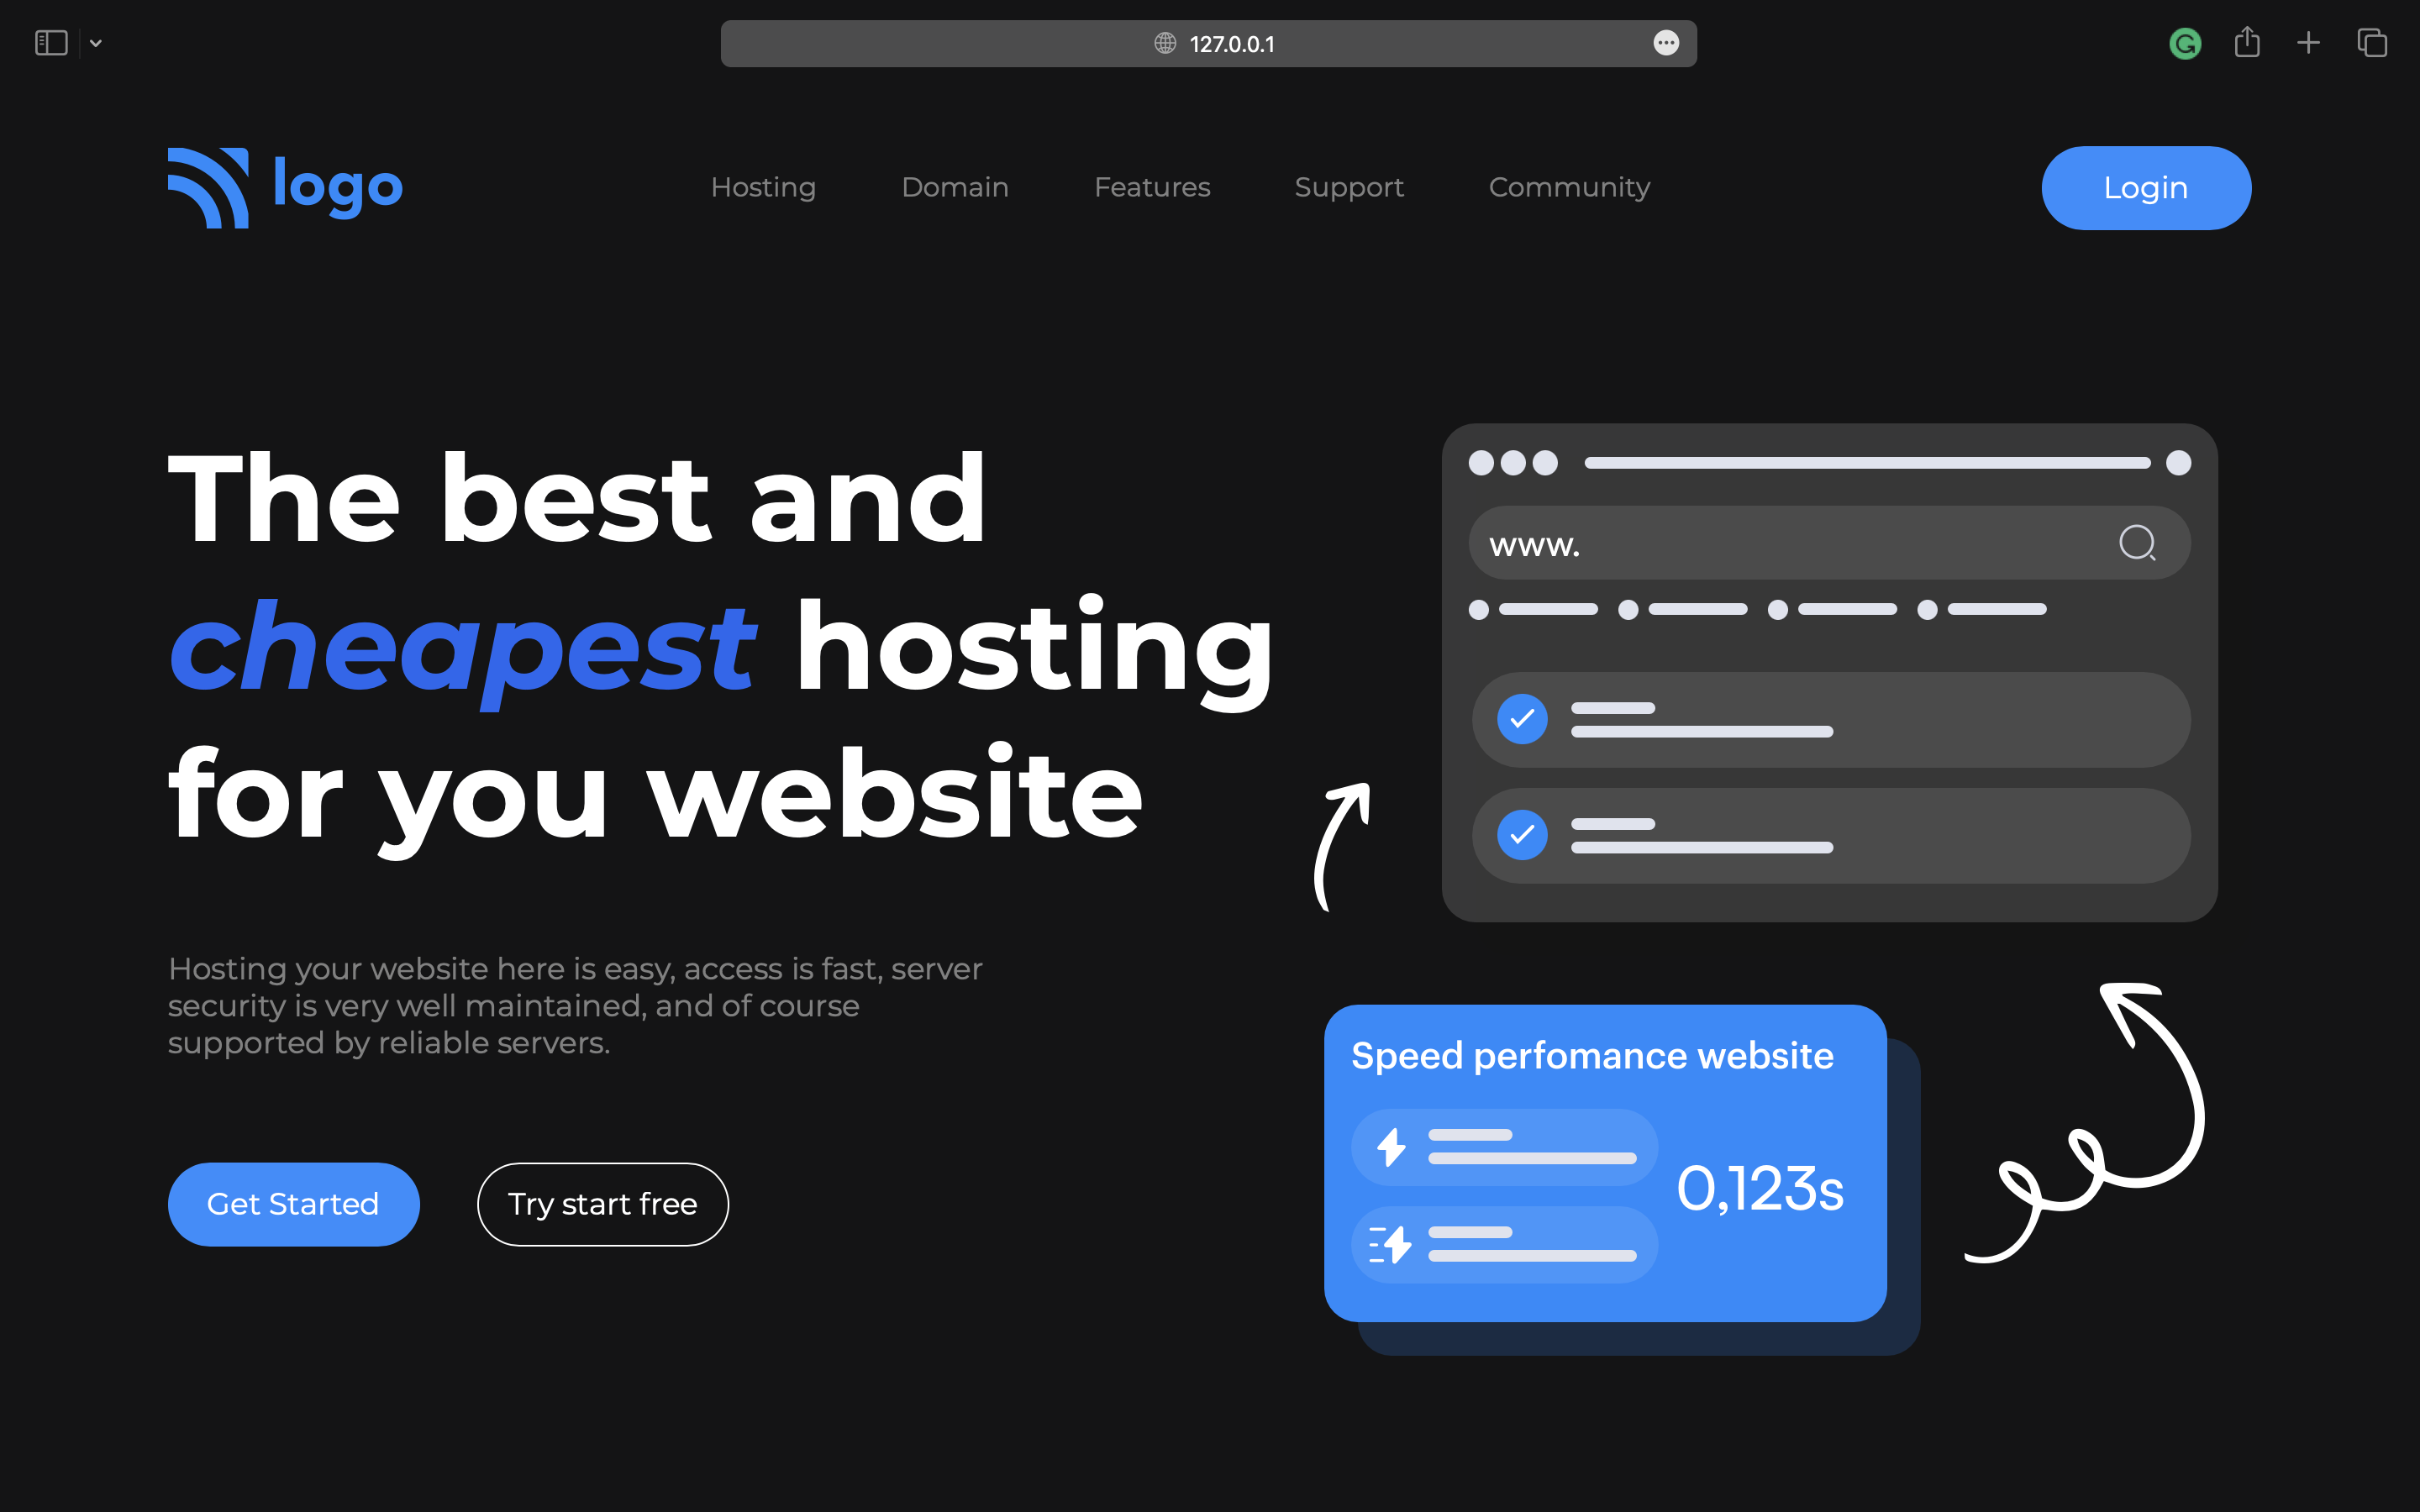 127.0.0.1
logo
Hosting
Domain
Features
Support
Community
Login
The best and
cheapest hosting
for you website
Hosting your website here is easy, access is fast, server
security is very well maintained, and of course
supported by reliable servers.
Get Started
Try start free
www.
Speed perfomance website
0,123s